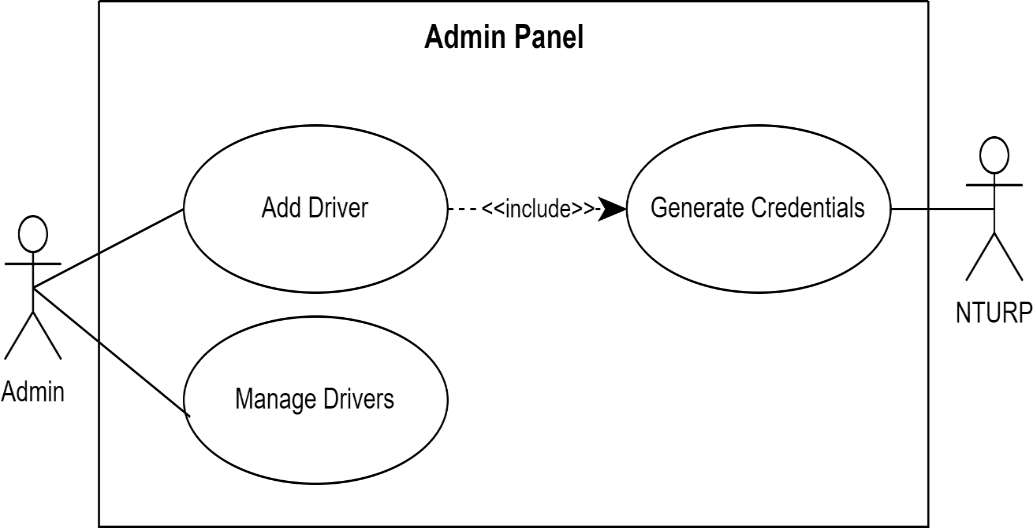 Admin Panel
Add Driver
<<include>>
Generate Credentials
NTURP
Admin
Manage Drivers